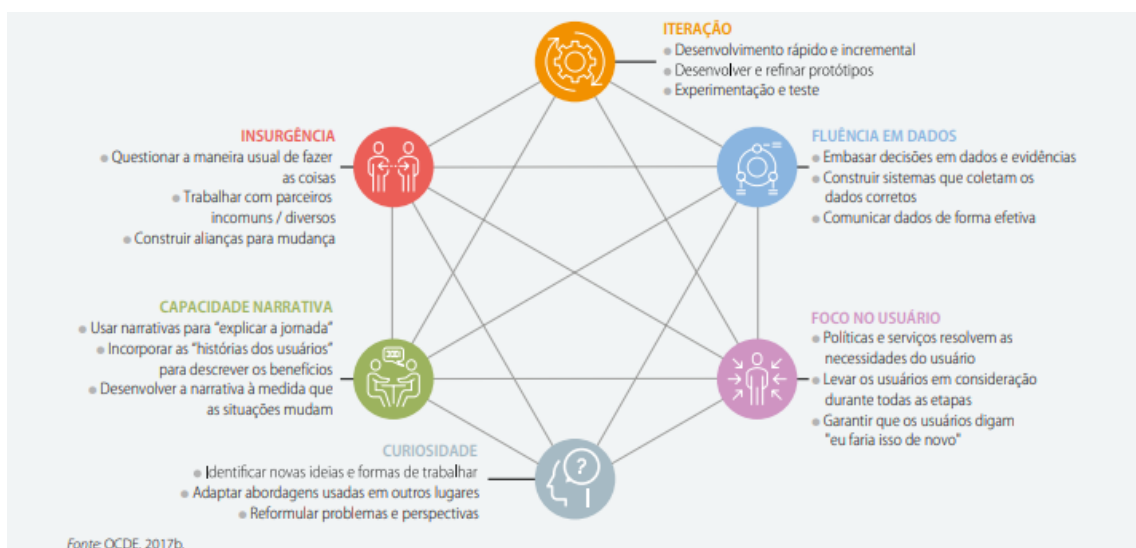 ITERAÇÃO
● Desenvolvimento rápido e incremental
● Desenvolver e refinar protótipos
● Experimentação e teste
INSURGÊNCIA
● Questionar a maneira usual de fazer
as coisas
● Trabalhar com parceiros
incomuns / diversos
● Construir alianças para mudança
FLUÊNCIA EM DADOS
● Embasar decisões em dados e evidências
● Construir sistemas que coletam os
dados corretos
● Comunicar dados de forma efetiva
CAPACIDADE NARRATIVA
● Usar narrativas para “explicar a jornada”
● Incorporar as “histórias dos usuários”
para descrever os benefícios
● Desenvolver a narrativa à medida que
as situações mudam
FOCO NO USUÁRIO
● Políticas e serviços resolvem as
necessidades do usuário
● Levar os usuários em consideração
durante todas as etapas
● Garantir que os usuários digam
"eu faria isso de novo"
CURIOSIDADE
● Identificar novas ideias e formas de trabalhar
● Adaptar abordagens usadas em outros lugares
● Reformular problemas e perspectivas
?
Fonte: OCDE, 2017b.